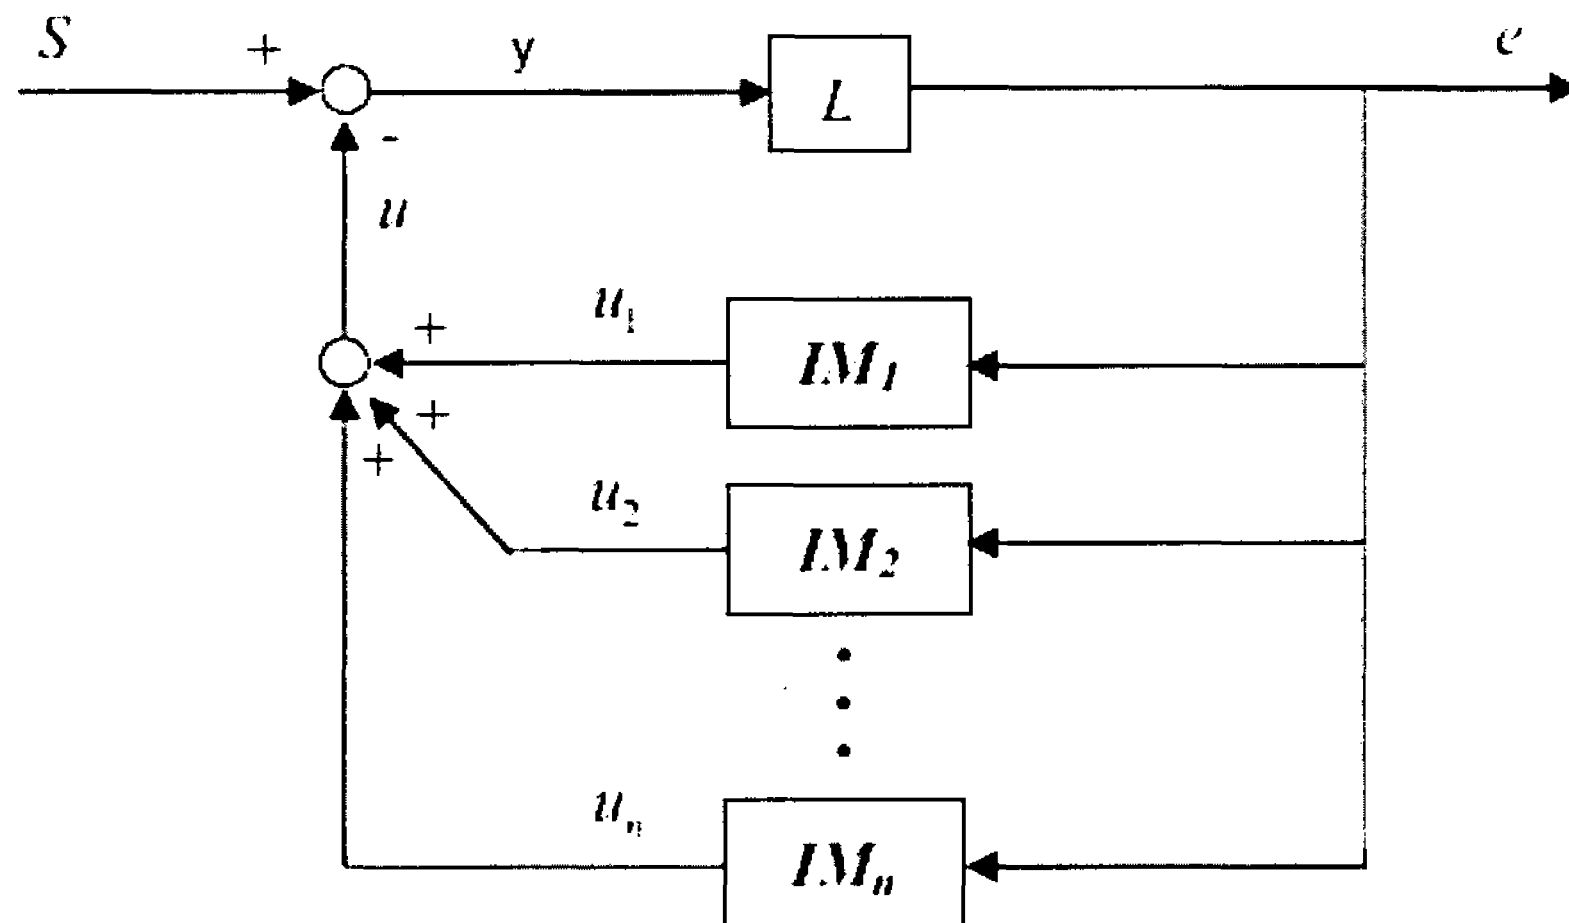 S + y L e
-
u
u₁
+ IM₁
+
+
u₂
IM₂
uₙ
IMₙ